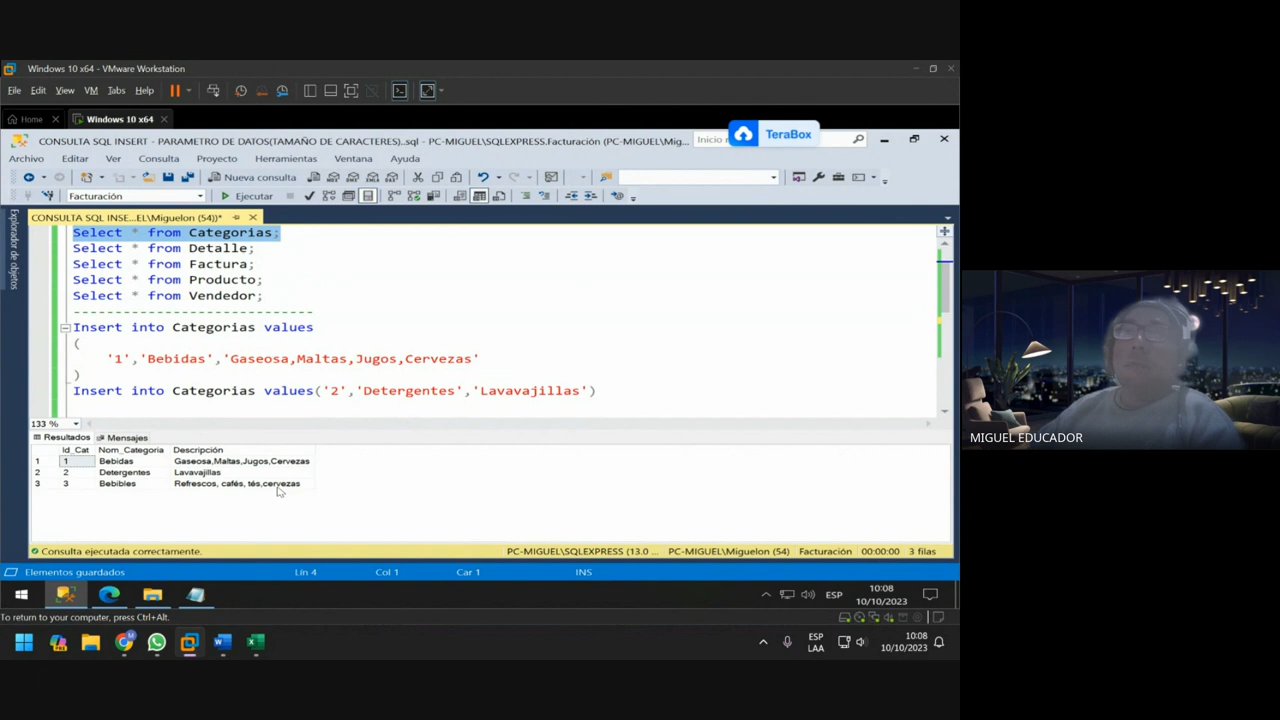 Windows 10 x64 - VMware Workstation
File Edit View VM Tabs Help
Home Windows 10 x64
CONSULTA SQL INSERT - PARAMETRO DE DATOS(TAMAÑO DE CARACTERES)..sql - PC-MIGUEL\SQLEXPRESS.Facturación (PC-MIGUEL\Mig...
Inicio
TeraBox
Archivo Editar Ver Consulta Proyecto Herramientas Ventana Ayuda
Nueva consulta
Facturación Ejecutar
CONSULTA SQL INSE...EL\Miguelon (54))*
Explorador de objetos
Select * from Categorias;
Select * from Detalle;
Select * from Factura;
Select * from Producto;
Select * from Vendedor;
-----------------------------
Insert into Categorias values
(
'1','Bebidas','Gaseosa,Maltas,Jugos,Cervezas'
)
Insert into Categorias values('2','Detergentes','Lavavajillas')
133 %
Resultados Mensajes
Id_Cat Nom_Categoria Descripción
1 1 Bebidas Gaseosa,Maltas,Jugos,Cervezas
2 2 Detergentes Lavavajillas
3 3 Bebibles Refrescos, cafés, tés,cervezas
Consulta ejecutada correctamente. PC-MIGUEL\SQLEXPRESS (13.0 ... PC-MIGUEL\Miguelon (54) Facturación 00:00:00 3 filas
Elementos guardados Lín 4 Col 1 Car 1 INS
ESP 10:08
10/10/2023
To return to your computer, press Ctrl+Alt.
ESP
LAA
10:08
10/10/2023
MIGUEL EDUCADOR